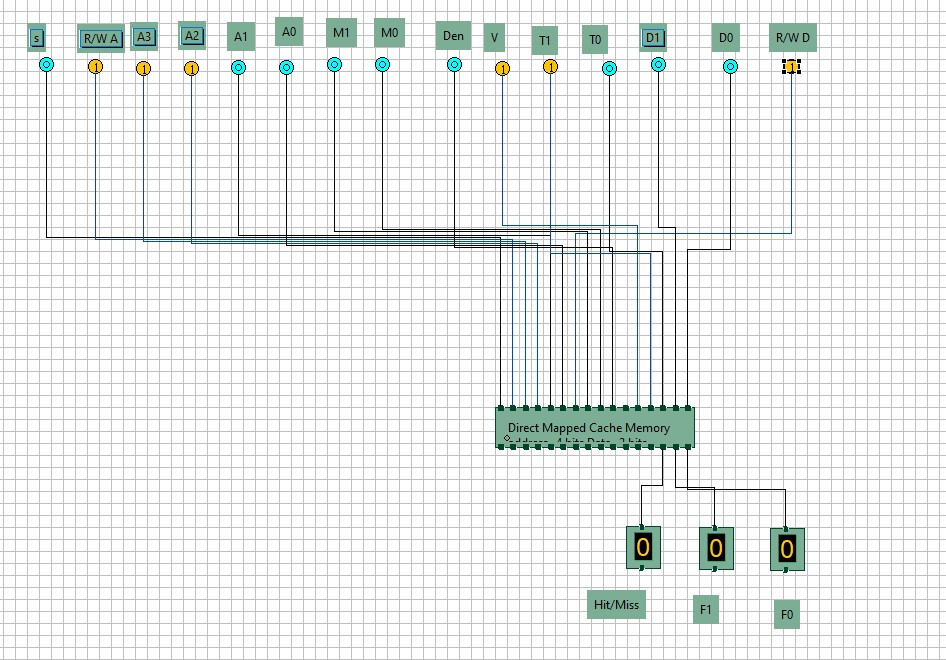 s R/W A A3 A2 A1 A0 M1 M0 Den V T1 T0 D1 D0 R/W D
1 1 1 1 1 1
Direct Mapped Cache Memory
address - 4 bits Data - 2 bits
0 0 0
Hit/Miss F1 F0